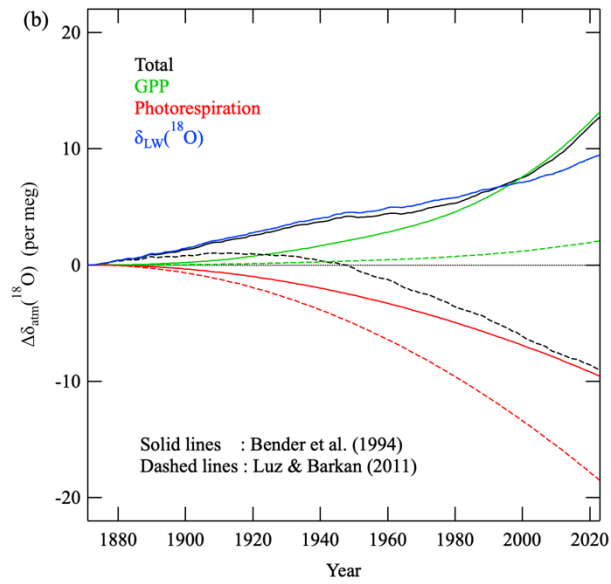 (b)
Total
GPP
Photorespiration
δLW(18O)
Δδatm(18O) (per meg)
20
10
0
-10
-20
Solid lines : Bender et al. (1994)
Dashed lines : Luz & Barkan (2011)
1880 1900 1920 1940 1960 1980 2000 2020
Year